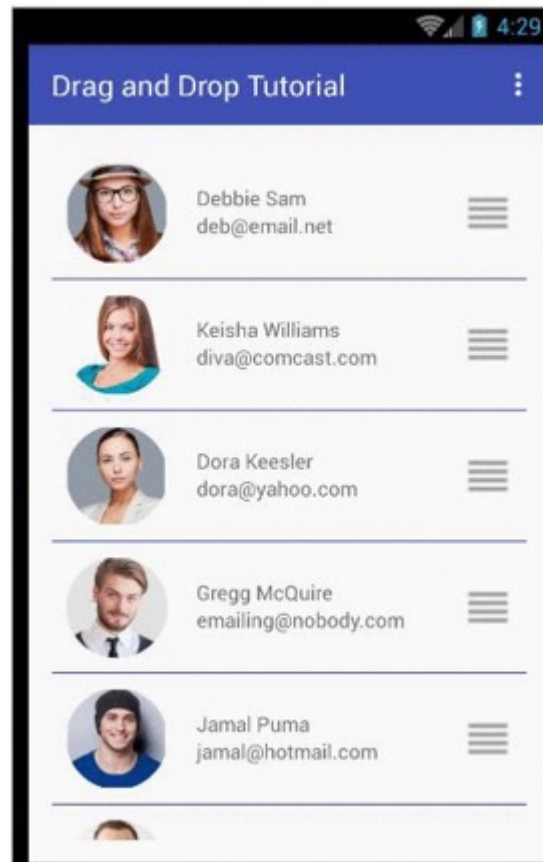 4:29
Drag and Drop Tutorial
Debbie Sam
deb@email.net
Keisha Williams
diva@comcast.com
Dora Keesler
dora@yahoo.com
Gregg McQuire
emailing@nobody.com
Jamal Puma
jamal@hotmail.com